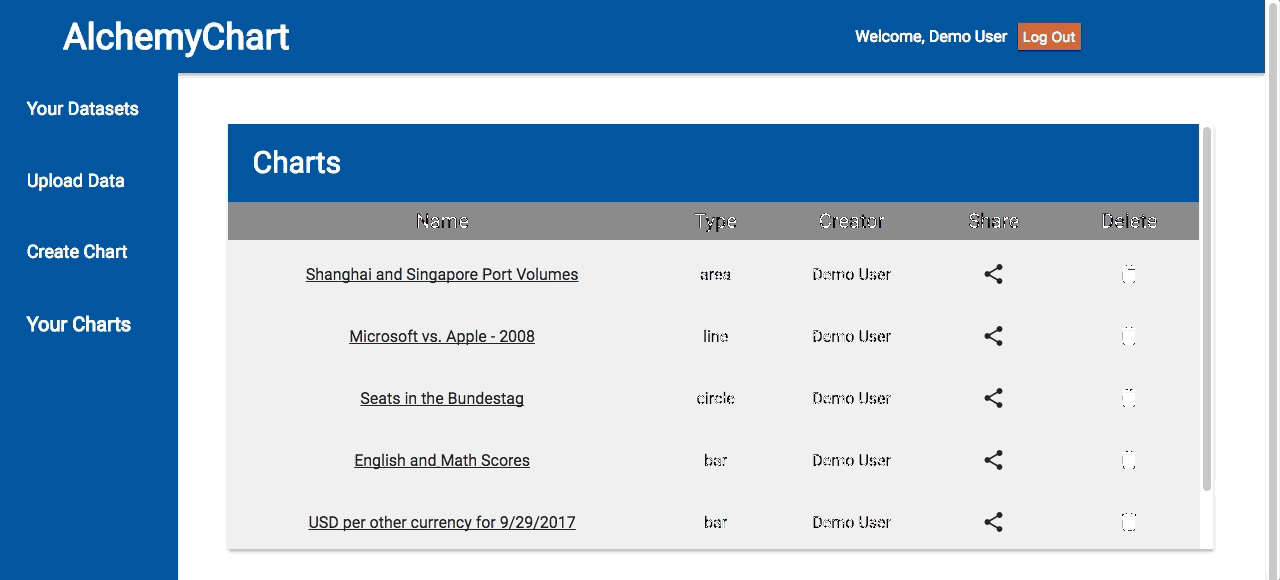 AlchemyChart
Welcome, Demo User Log Out
Your Datasets
Upload Data
Create Chart
Your Charts
Charts
Name Type Creator Share Delete
Shanghai and Singapore Port Volumes area Demo User
Microsoft vs. Apple - 2008 line Demo User
Seats in the Bundestag circle Demo User
English and Math Scores bar Demo User
USD per other currency for 9/29/2017 bar Demo User